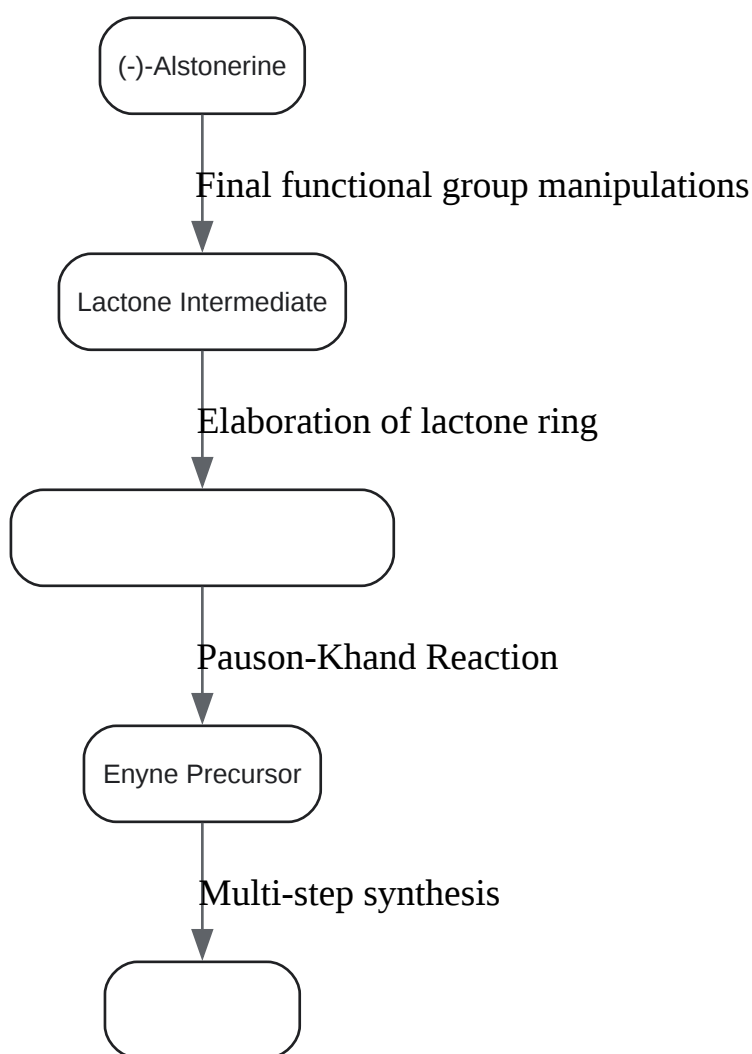 (-)-Alstonerine
Final functional group manipulations
Lactone Intermediate
Elaboration of lactone ring
Pauson-Khand Reaction
Enyne Precursor
Multi-step synthesis